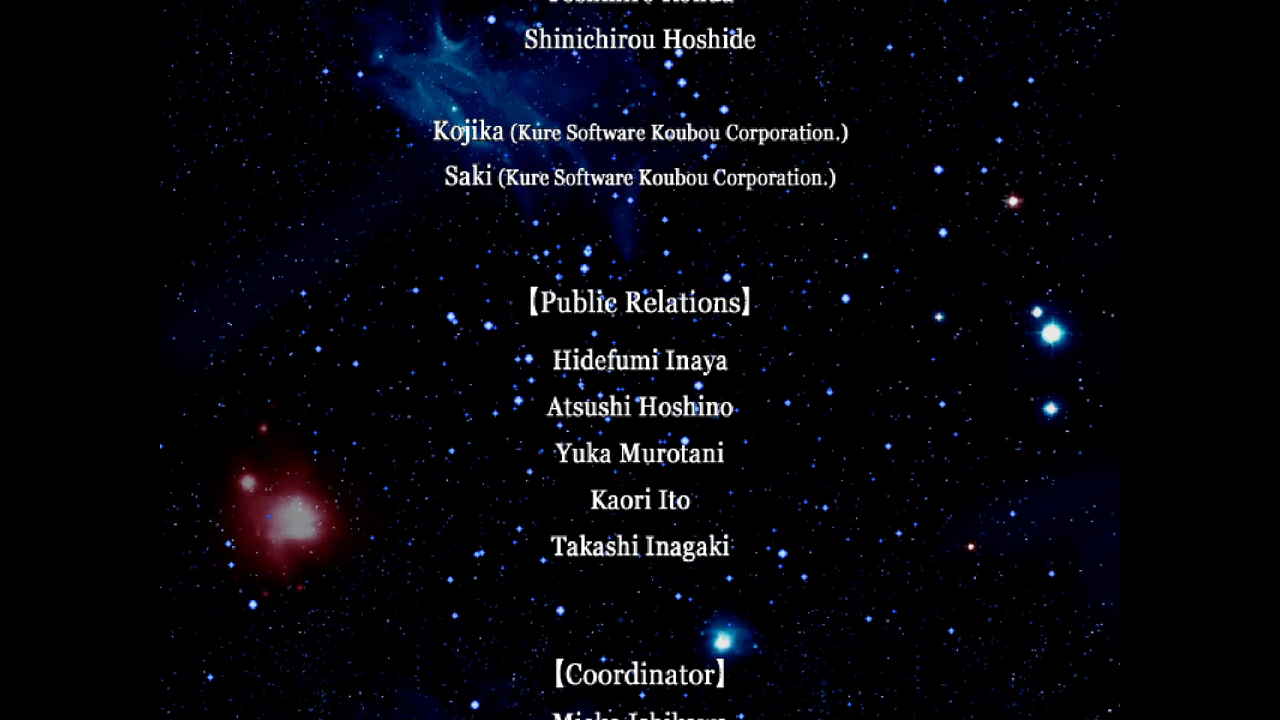 Shinichirou Hoshide
Kojika (Kure Software Koubou Corporation.)
Saki (Kure Software Koubou Corporation.)
【Public Relations】
Hidefumi Inaya
Atsushi Hoshino
Yuka Murotani
Kaori Ito
Takashi Inagaki
【Coordinator】